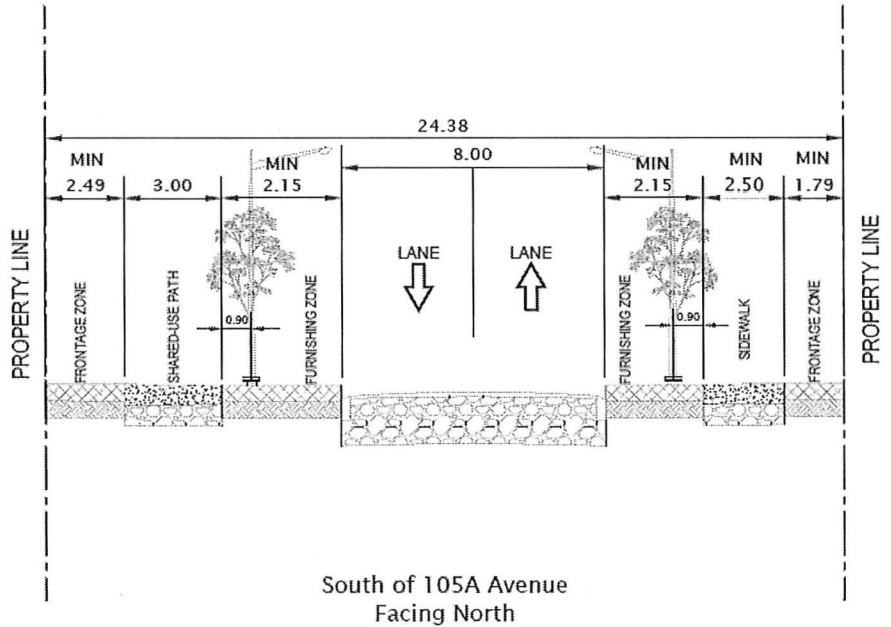 24.38
MIN
MIN
8.00
MIN
MIN
MIN
2.49
3.00
2.15
2.15
2.50
1.79
PROPERTY LINE
FRONTAGE ZONE
SHARED-USE PATH
0.90
FURNISHING ZONE
LANE
LANE
FURNISHING ZONE
0.90
SIDEWALK
FRONTAGE ZONE
PROPERTY LINE
South of 105A Avenue
Facing North